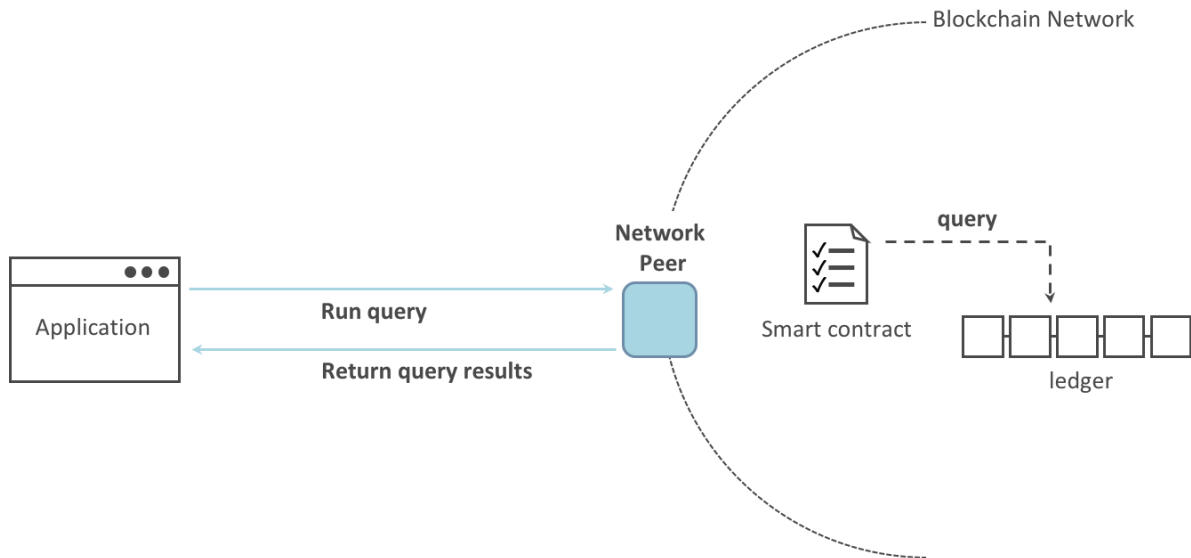 Blockchain Network
Network
Peer
query
Application
Run query
Smart contract
Return query results
ledger